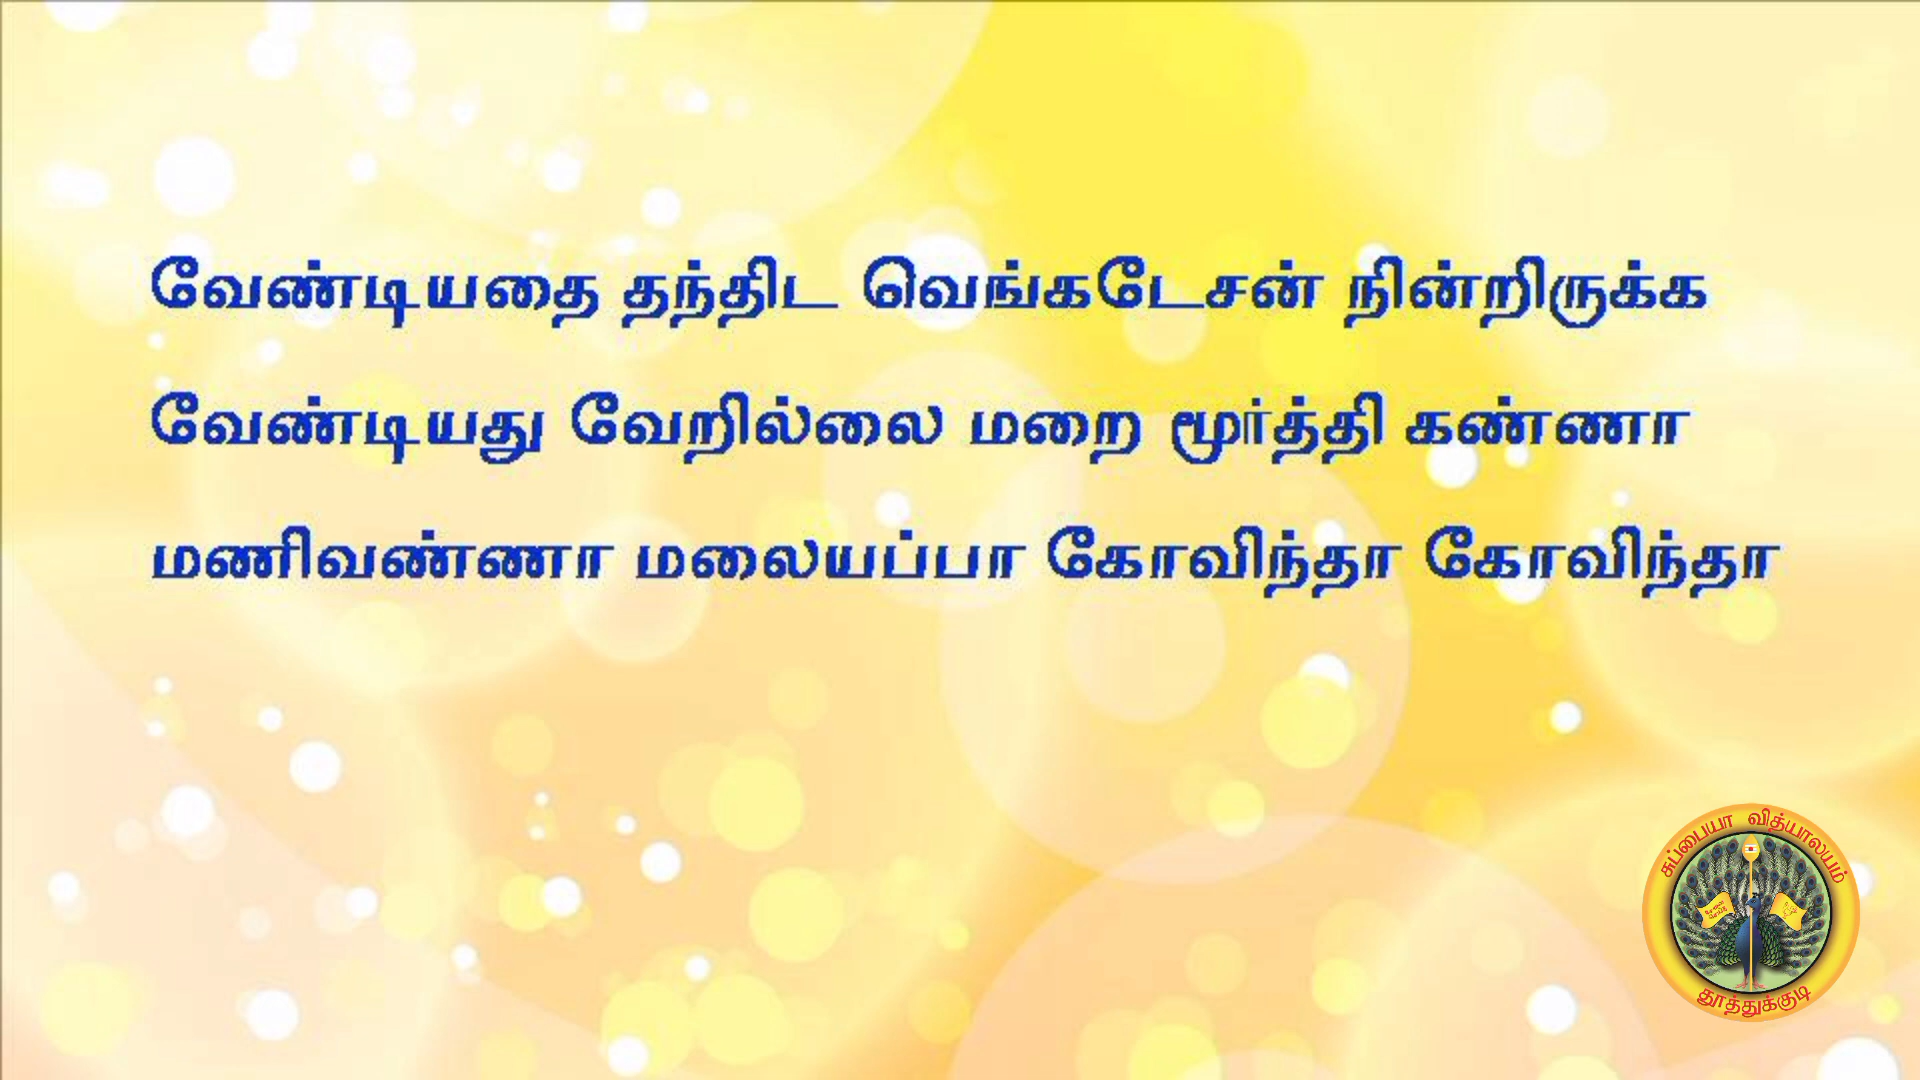 வேண்டியதை தந்திட வெங்கடேசன் நின்றிருக்க
வேண்டியது வேறில்லை மறை மூர்த்தி கண்ணா
மணிவண்ணா மலையப்பா கோவிந்தா கோவிந்தா
சுப்பையா வித்யாலயம்
தூத்துக்குடி